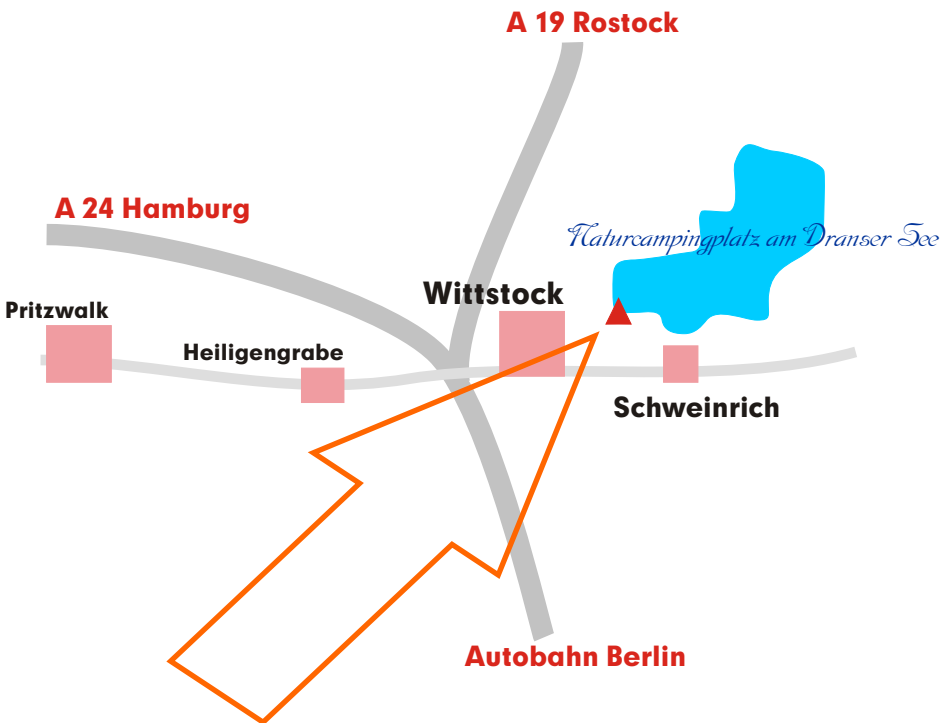 A 19 Rostock
A 24 Hamburg
Naturcampingplatz am Dranser See
Wittstock
Pritzwalk
Heiligengrabe
Schweinrich
Autobahn Berlin